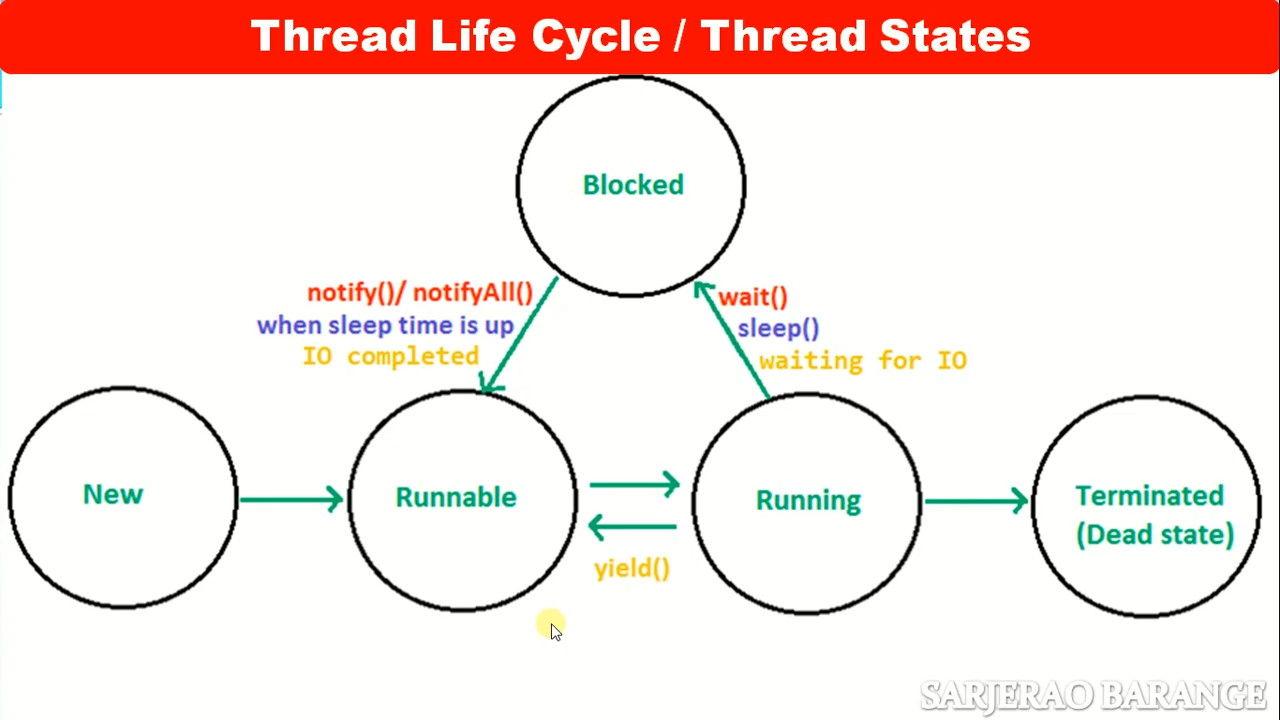 Thread Life Cycle / Thread States
Blocked
notify()/ notifyAll()
when sleep time is up
IO completed
wait()
sleep()
waiting for IO
New
Runnable
Running
Terminated
(Dead state)
yield()
SARJERAO BARANGE